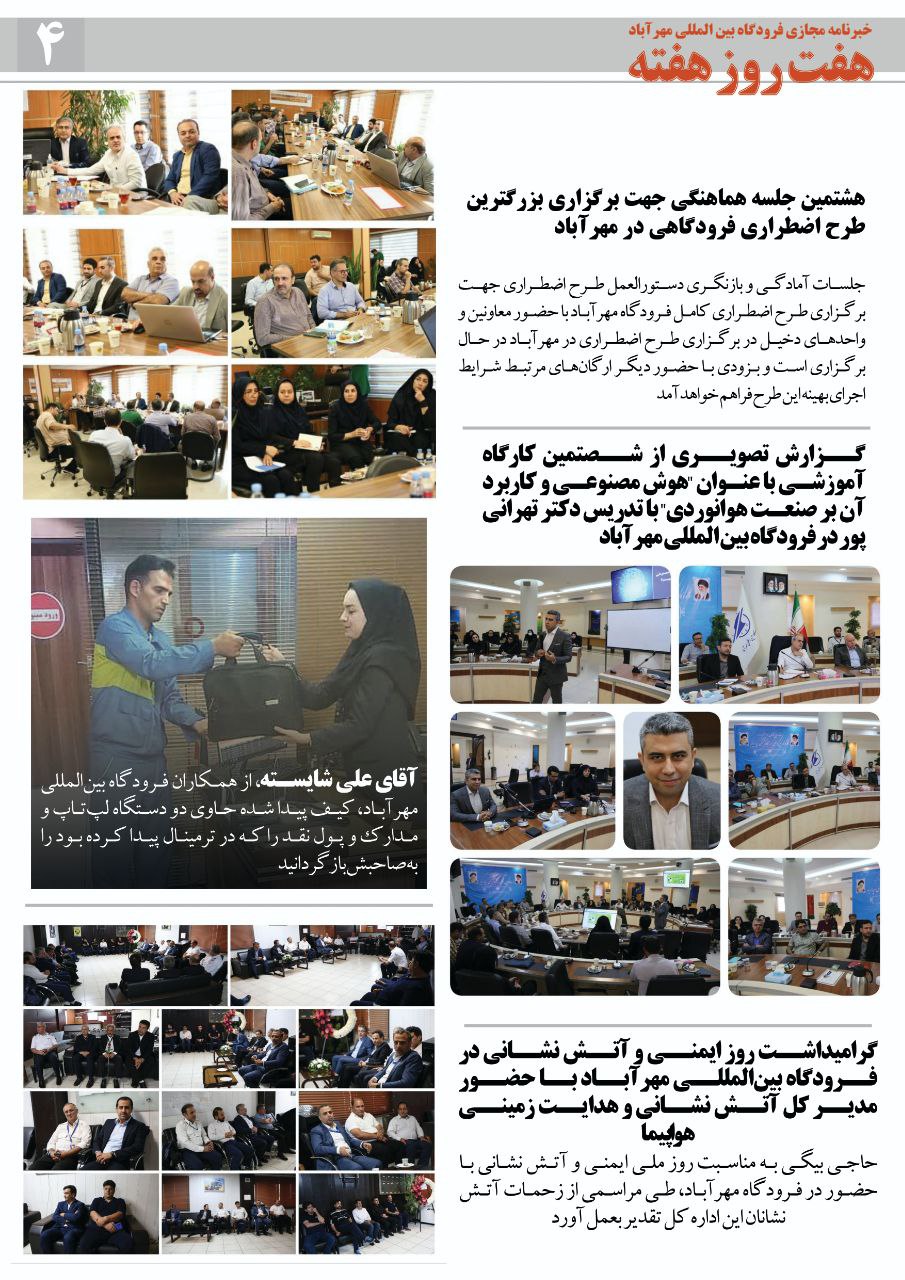 خبرنامه مجازی فرودگاه بین المللی مهرآباد
هفت روز هفته
۴
هشتمین جلسه هماهنگی جهت برگزاری بزرگترین
طرح اضطراری فرودگاهی در مهرآباد
جلسات آمادگی و بازنگری دستورالعمل طرح اضطراری جهت
برگزاری طرح اضطراری کامل فرودگاه مهرآباد با حضور معاونین و
واحدهای دخیل در برگزاری طرح اضطراری در مهرآباد در حال
برگزاری است و بزودی با حضور دیگر ارگان‌های مرتبط شرایط
اجرای بهینه این طرح فراهم خواهد آمد
گزارش تصویری از شصتمین کارگاه
آموزشی با عنوان "هوش مصنوعی و کاربرد
آن بر صنعت هوانوردی" با تدریس دکتر تهرانی
پور در فرودگاه بین‌المللی مهرآباد
ورود ممنوع
آقای علی شایسته، از همکاران فرودگاه بین‌المللی
مهرآباد، کیف پیدا شده حاوی دو دستگاه لپ‌تاپ و
مدارک و پول نقد را که در ترمینال پیدا کرده بود را
به‌صاحبش بازگردانید
گرامیداشت روز ایمنی و آتش نشانی در
فرودگاه بین‌المللی مهرآباد با حضور
مدیر کل آتش نشانی و هدایت زمینی
هواپیما
حاجی بیگی به مناسبت روز ملی ایمنی و آتش نشانی با
حضور در فرودگاه مهرآباد، طی مراسمی از زحمات آتش
نشانان این اداره کل تقدیر بعمل آورد